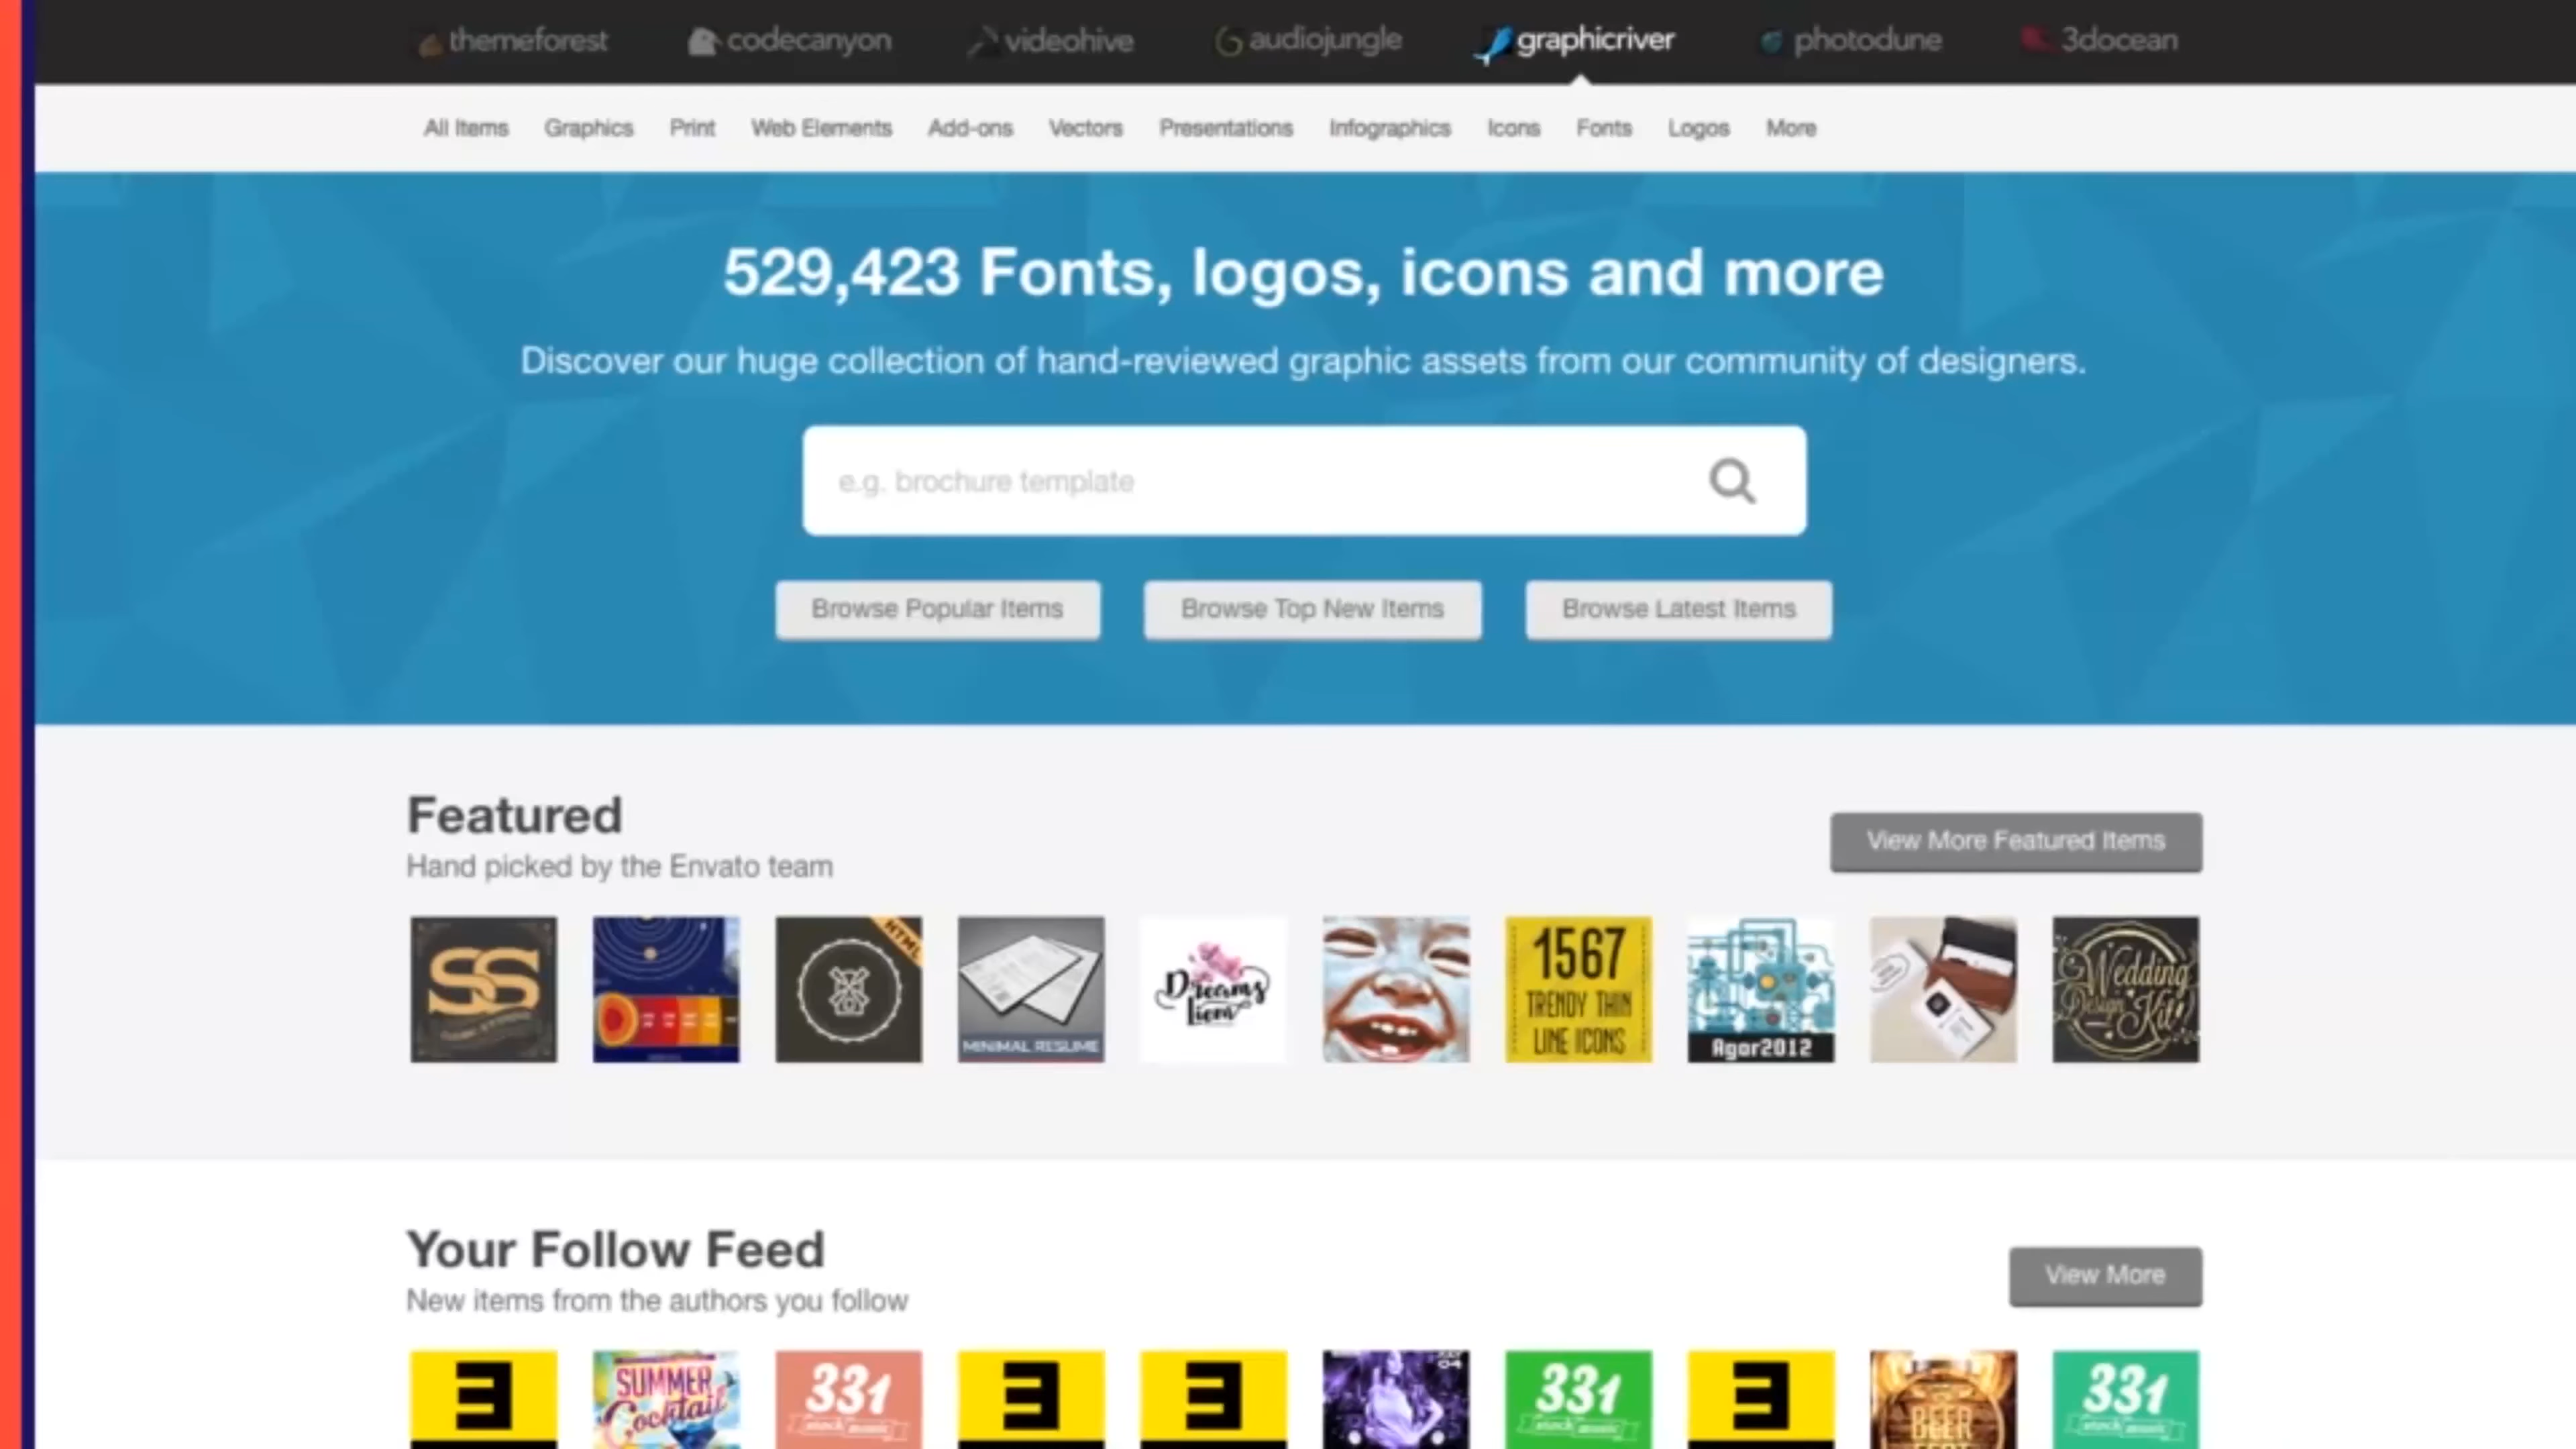 themeforest codecanyon videohive audiojungle graphicriver photodune 3docean
All Items Graphics Print Web Elements Add-ons Vectors Presentations Infographics Icons Fonts Logos More
529,423 Fonts, logos, icons and more
Discover our huge collection of hand-reviewed graphic assets from our community of designers.
e.g. brochure template
Browse Popular Items Browse Top New Items Browse Latest Items
Featured
View More Featured Items
Hand picked by the Envato team
SS
HTML
MINIMAL RESUME
Dreams
1567
TRENDY THIN
LINE ICONS
Agor2012
Wedding
Design Kit
Your Follow Feed
View More
New items from the authors you follow
SUMMER
Cocktail
331
331
BEER
331